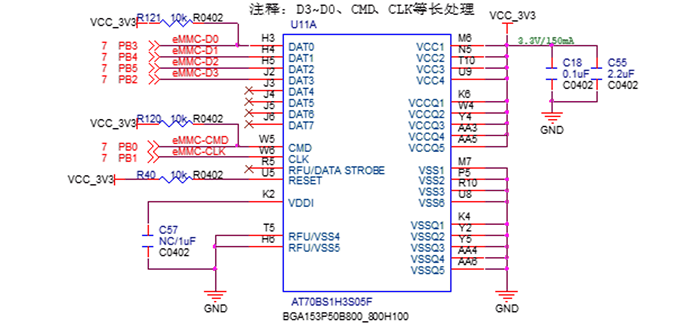 注释：D3~D0、CMD、CLK等长处理
VCC_3V3 R121 10k R0402 U11A VCC_3V3
7 PB3 eMMC-D0 H3 DAT0 VCC1 M6 3.3V/150mA
7 PB4 eMMC-D1 H4 DAT1 VCC2 N5
7 PB5 eMMC-D2 H5 DAT2 VCC3 T10
7 PB2 eMMC-D3 J2 DAT3 VCC4 U9
J3 DAT4
J4 DAT5 VCCQ1 K6
J5 DAT6 VCCQ2 W4
J6 DAT7 VCCQ3 Y4
VCCQ4 AA3
VCCQ5 AA5
C18 0.1uF C0402
C55 2.2uF C0402
GND
VCC_3V3 R120 10k R0402
7 PB0 eMMC-CMD W5 CMD
7 PB1 eMMC-CLK W6 CLK
R5 RFU/DATA STROBE VSS1 M7
VCC_3V3 R40 10k R0402 U5 RESET VSS2 P5
VSS3 R10
K2 VDDI VSS6 U8
C57 NC/1uF C0402
T5 RFU/VSS4 VSSQ1 K4
H6 RFU/VSS5 VSSQ2 Y2
VSSQ3 Y5
VSSQ4 AA4
VSSQ5 AA6
GND
GND
AT70BS1H3S05F
BGA153P50B800_800H100